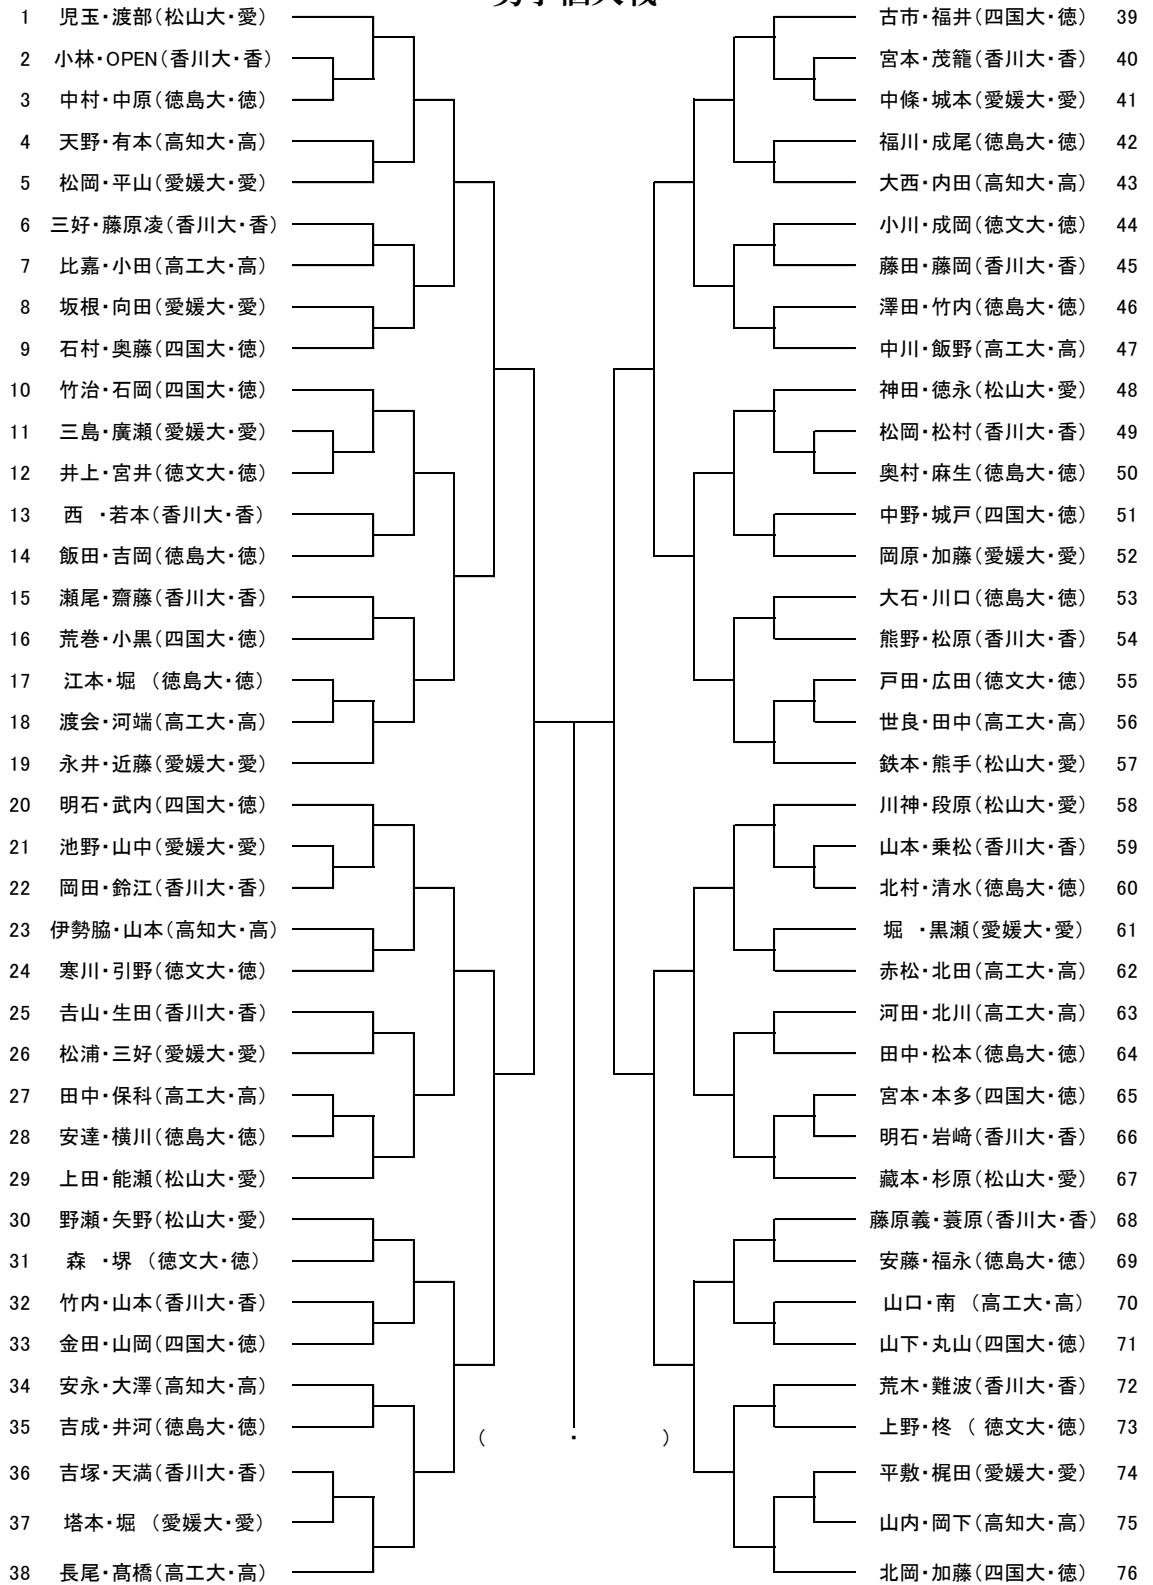 1 児玉・渡部(松山大・愛)
2 小林・OPEN(香川大・香)
3 中村・中原(徳島大・徳)
4 天野・有本(高知大・高)
5 松岡・平山(愛媛大・愛)
6 三好・藤原凌(香川大・香)
7 比嘉・小田(高工大・高)
8 坂根・向田(愛媛大・愛)
9 石村・奥藤(四国大・徳)
10 竹治・石岡(四国大・徳)
11 三島・廣瀬(愛媛大・愛)
12 井上・宮井(徳文大・徳)
13 西 ・若本(香川大・香)
14 飯田・吉岡(徳島大・徳)
15 瀬尾・齋藤(香川大・香)
16 荒巻・小黒(四国大・徳)
17 江本・堀 (徳島大・徳)
18 渡会・河端(高工大・高)
19 永井・近藤(愛媛大・愛)
20 明石・武内(四国大・徳)
21 池野・山中(愛媛大・愛)
22 岡田・鈴江(香川大・香)
23 伊勢脇・山本(高知大・高)
24 寒川・引野(徳文大・徳)
25 吉山・生田(香川大・香)
26 松浦・三好(愛媛大・愛)
27 田中・保科(高工大・高)
28 安達・横川(徳島大・徳)
29 上田・能瀬(松山大・愛)
30 野瀬・矢野(松山大・愛)
31 森 ・堺 (徳文大・徳)
32 竹内・山本(香川大・香)
33 金田・山岡(四国大・徳)
34 安永・大澤(高知大・高)
35 吉成・井河(徳島大・徳)
36 吉塚・天満(香川大・香)
37 塔本・堀 (愛媛大・愛)
38 長尾・髙橋(高工大・高)
( ・ )
古市・福井(四国大・徳) 39
宮本・茂籠(香川大・香) 40
中條・城本(愛媛大・愛) 41
福川・成尾(徳島大・徳) 42
大西・内田(高知大・高) 43
小川・成岡(徳文大・徳) 44
藤田・藤岡(香川大・香) 45
澤田・竹内(徳島大・徳) 46
中川・飯野(高工大・高) 47
神田・徳永(松山大・愛) 48
松岡・松村(香川大・香) 49
奥村・麻生(徳島大・徳) 50
中野・城戸(四国大・徳) 51
岡原・加藤(愛媛大・愛) 52
大石・川口(徳島大・徳) 53
熊野・松原(香川大・香) 54
戸田・広田(徳文大・徳) 55
世良・田中(高工大・高) 56
鉄本・熊手(松山大・愛) 57
川神・段原(松山大・愛) 58
山本・乗松(香川大・香) 59
北村・清水(徳島大・徳) 60
堀 ・黒瀬(愛媛大・愛) 61
赤松・北田(高工大・高) 62
河田・北川(高工大・高) 63
田中・松本(徳島大・徳) 64
宮本・本多(四国大・徳) 65
明石・岩﨑(香川大・香) 66
藏本・杉原(松山大・愛) 67
藤原義・蓑原(香川大・香) 68
安藤・福永(徳島大・徳) 69
山口・南 (高工大・高) 70
山下・丸山(四国大・徳) 71
荒木・難波(香川大・香) 72
上野・柊 ( 徳文大・徳) 73
平敷・梶田(愛媛大・愛) 74
山内・岡下(高知大・高) 75
北岡・加藤(四国大・徳) 76